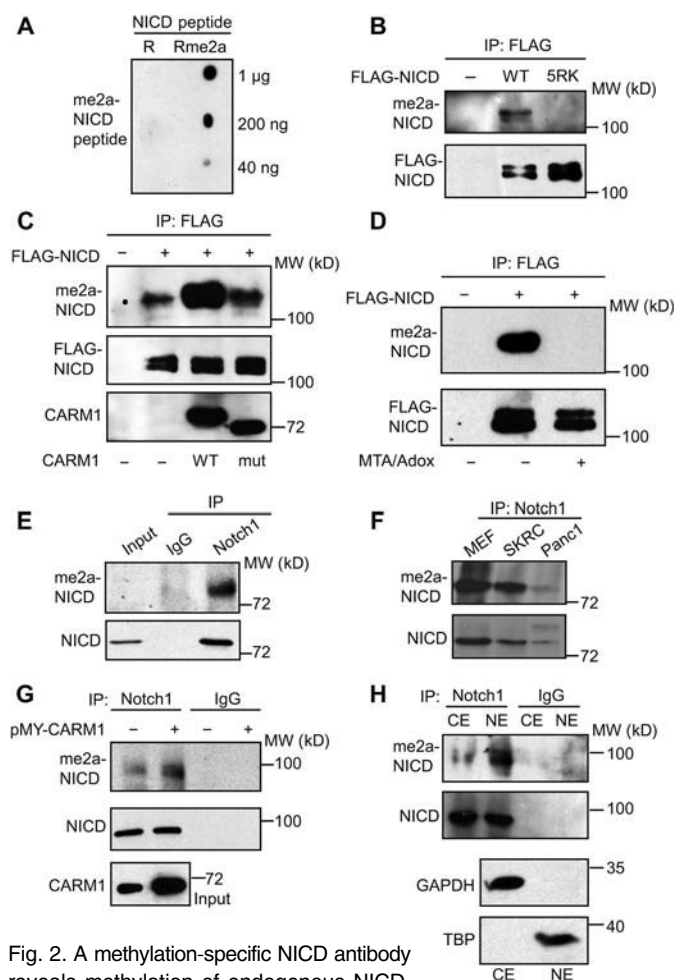 A
NICD peptide
R Rme2a
me2a-
NICD
peptide
1 µg
200 ng
40 ng
B
IP: FLAG
FLAG-NICD – WT 5RK
MW (kD)
me2a-
NICD
100
FLAG-
NICD
100
C
IP: FLAG
FLAG-NICD – + + +
MW (kD)
me2a-
NICD
100
FLAG-
NICD
100
CARM1
72
CARM1 – – WT mut
D
IP: FLAG
FLAG-NICD – + +
MW (kD)
me2a-
NICD
100
FLAG-
NICD
100
MTA/Adox – – +
E
IP
Input IgG Notch1
MW (kD)
me2a-
NICD
72
NICD
72
F
IP: Notch1
MEF SKRC Panc1
me2a-
NICD
72
NICD
72
G
IP: Notch1 IgG
pMY-CARM1 – + – +
MW (kD)
me2a-
NICD
100
NICD
100
CARM1
72
Input
H
IP: Notch1 IgG
CE NE CE NE
MW (kD)
me2a-
NICD
100
NICD
100
GAPDH
35
TBP
40
CE NE
Fig. 2. A methylation-specific NICD antibody
reveals methylation of endogenous NICD.